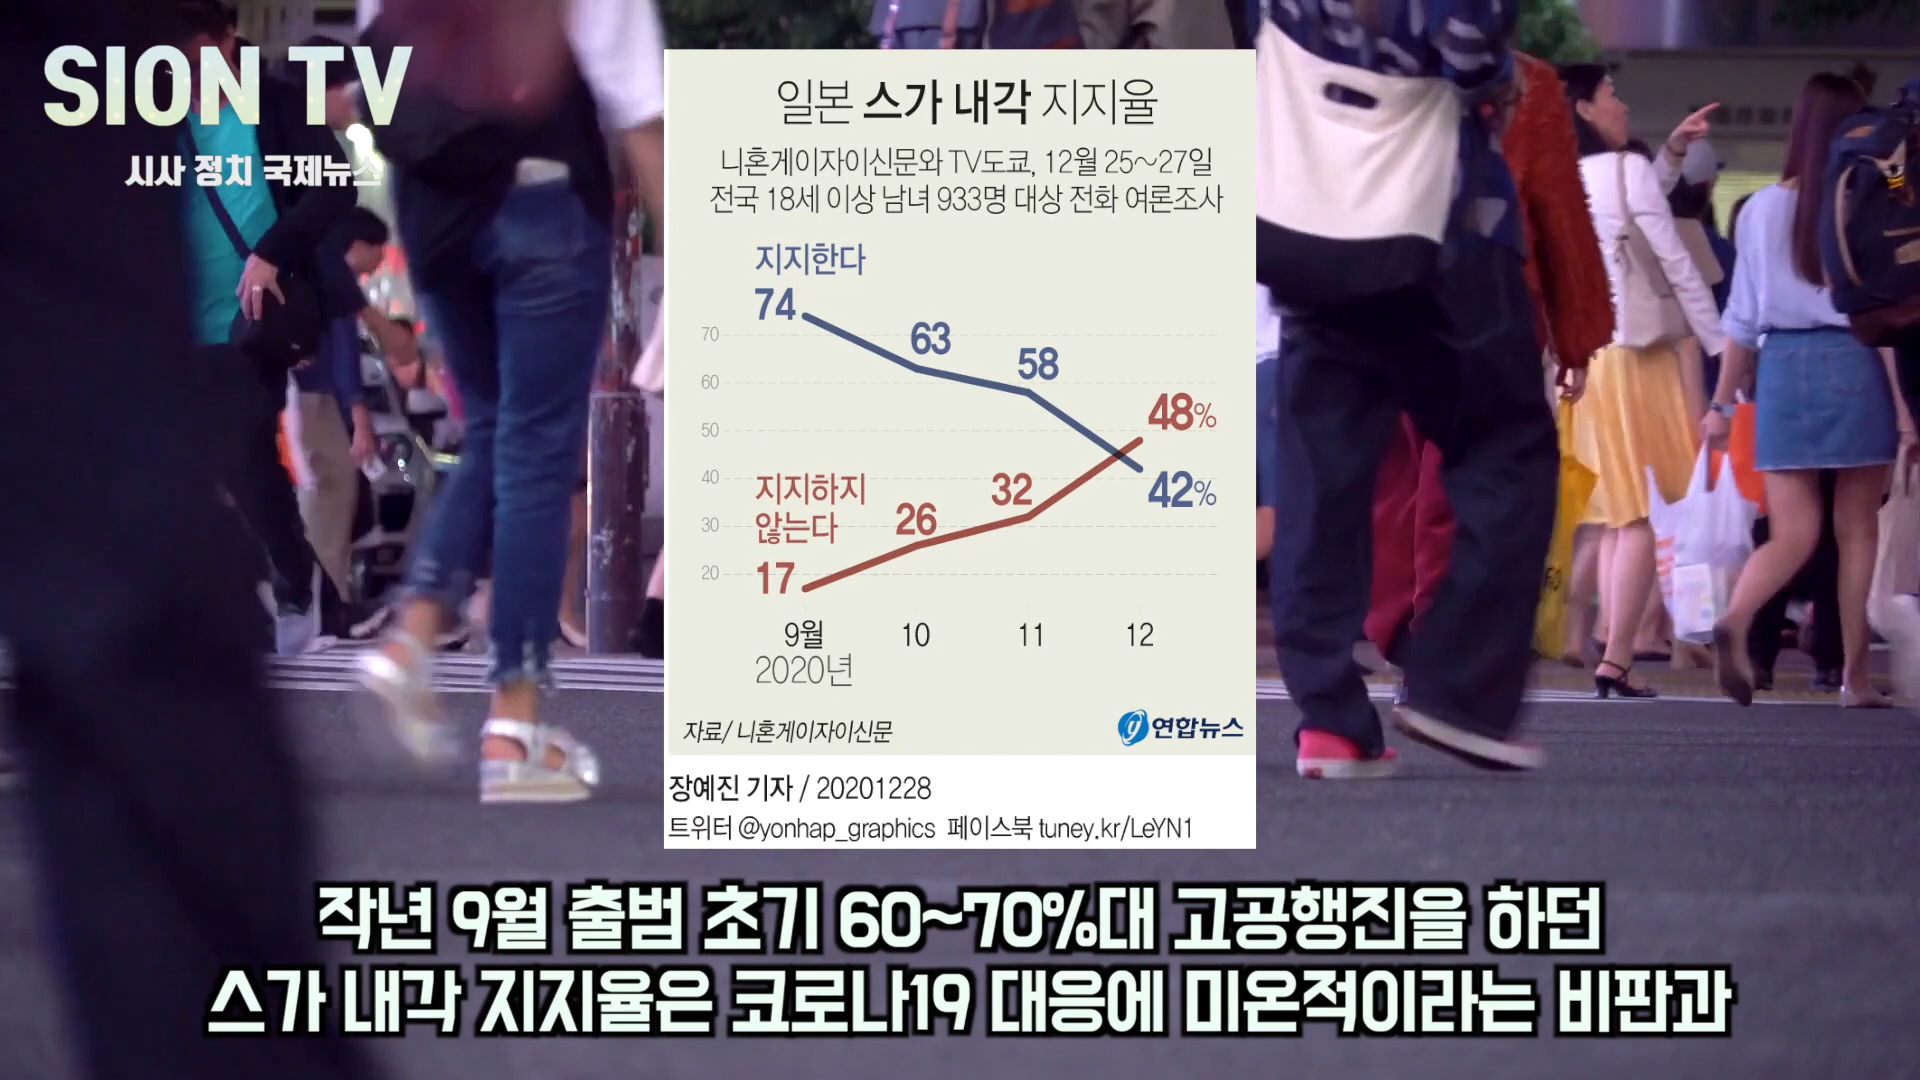 SION TV
시사 정치 국제뉴스
일본 스가 내각 지지율
니혼게이자이신문와 TV도쿄, 12월 25~27일
전국 18세 이상 남녀 933명 대상 전화 여론조사
지지한다
74
63
58
48%
42%
지지하지
않는다
17
26
32
70
60
50
40
30
20
9월
10
11
12
2020년
자료/ 니혼게이자이신문
연합뉴스
장예진 기자 / 20201228
트위터 @yonhap_graphics 페이스북 tuney.kr/LeYN1
작년 9월 출범 초기 60~70%대 고공행진을 하던
스가 내각 지지율은 코로나19 대응에 미온적이라는 비판과